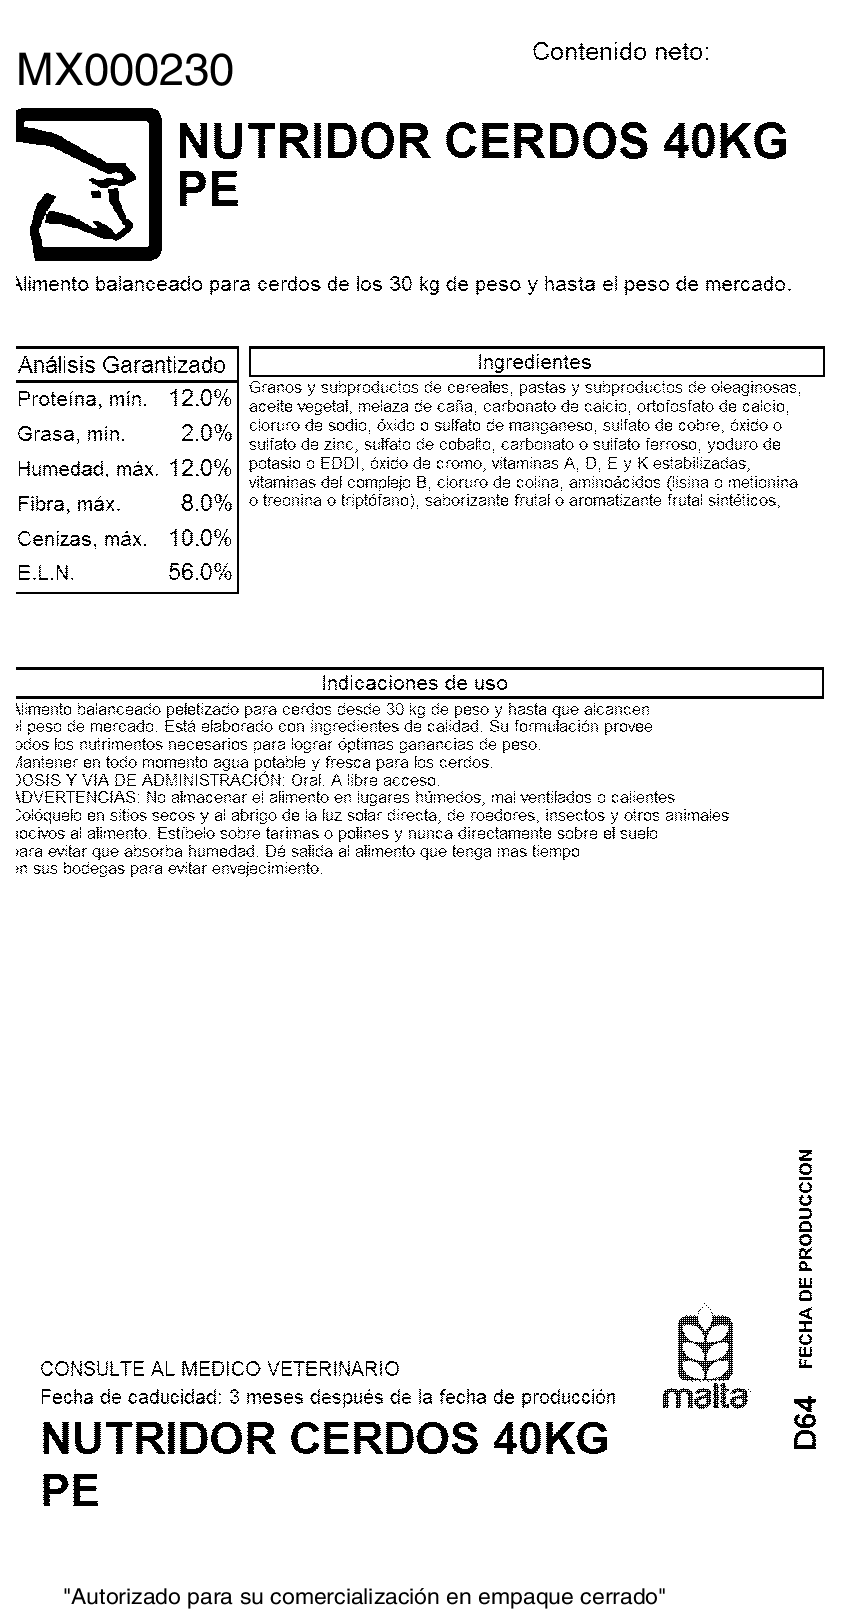 Contenido neto:
MX000230
NUTRIDOR CERDOS 40KG
PE
Alimento balanceado para cerdos de los 30 kg de peso y hasta el peso de mercado.
Análisis Garantizado
Proteína, mín. 12.0%
Grasa, mín. 2.0%
Humedad, máx. 12.0%
Fibra, máx. 8.0%
Cenizas, máx. 10.0%
E.L.N. 56.0%
Ingredientes
Granos y subproductos de cereales, pastas y subproductos de oleaginosas,
aceite vegetal, melaza de caña, carbonato de calcio, ortofosfato de calcio,
cloruro de sodio, óxido o sulfato de manganeso, sulfato de cobre, óxido o
sulfato de zinc, sulfato de cobalto, carbonato o sulfato ferroso, yoduro de
potasio o EDDI, óxido de cromo, vitaminas A, D, E y K estabilizadas,
vitaminas del complejo B, cloruro de colina, aminoácidos (lisina o metionina
o treonina o triptófano), saborizante frutal o aromatizante frutal sintéticos,
Indicaciones de uso
Alimento balanceado peletizado para cerdos desde 30 kg de peso y hasta que alcancen
el peso de mercado. Está elaborado con ingredientes de calidad. Su formulación provee
todos los nutrimentos necesarios para lograr óptimas ganancias de peso.
Mantener en todo momento agua potable y fresca para los cerdos.
DOSIS Y VIA DE ADMINISTRACIÓN: Oral. A libre acceso.
ADVERTENCIAS: No almacenar el alimento en lugares húmedos, mal ventilados o calientes
Colóquelo en sitios secos y al abrigo de la luz solar directa, de roedores, insectos y otros animales
nocivos al alimento. Estíbelo sobre tarimas o polines y nunca directamente sobre el suelo
para evitar que absorba humedad. Dé salida al alimento que tenga mas tiempo
en sus bodegas para evitar envejecimiento.
FECHA DE PRODUCCION
D64
malta
CONSULTE AL MEDICO VETERINARIO
Fecha de caducidad: 3 meses después de la fecha de producción
NUTRIDOR CERDOS 40KG
PE
"Autorizado para su comercialización en empaque cerrado"